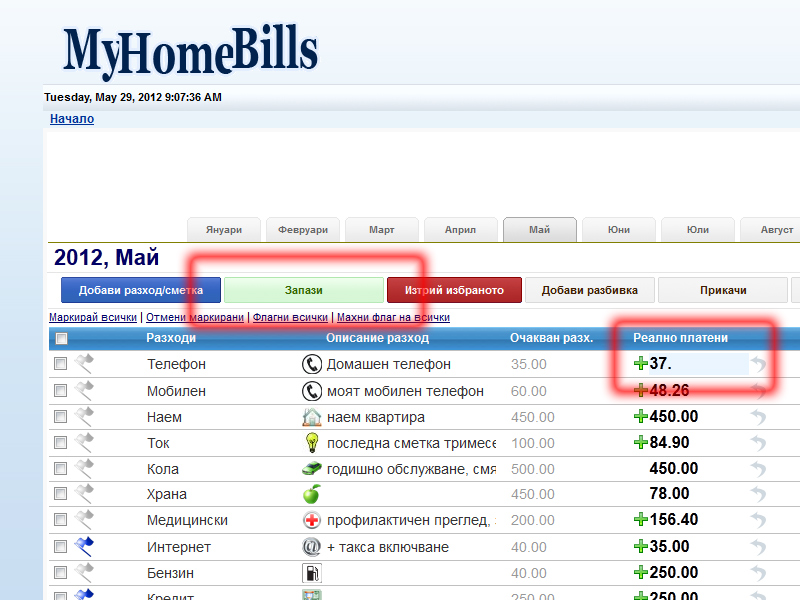 MyHomeBills
Tuesday, May 29, 2012 9:07:36 AM
Начало
Януари Февруари Март Април Май Юни Юли Август
2012, Май
Добави разход/сметка Запази Изтрий избраното Добави разбивка Прикачи
Маркирай всички | Отмени маркирани | Флагни всички | Махни флаг на всички
Разходи Описание разход Очакван разх. Реално платени
Телефон Домашен телефон 35.00 37.
Мобилен моят мобилен телефон 60.00 48.26
Наем наем квартира 450.00 450.00
Ток последна сметка тримесе 100.00 84.90
Кола годишно обслужване, смя 500.00 450.00
Храна 450.00 78.00
Медицински профилактичен преглед, 200.00 156.40
Интернет + такса включване 40.00 35.00
Бензин 40.00 250.00
Кредит 250.00 250.00